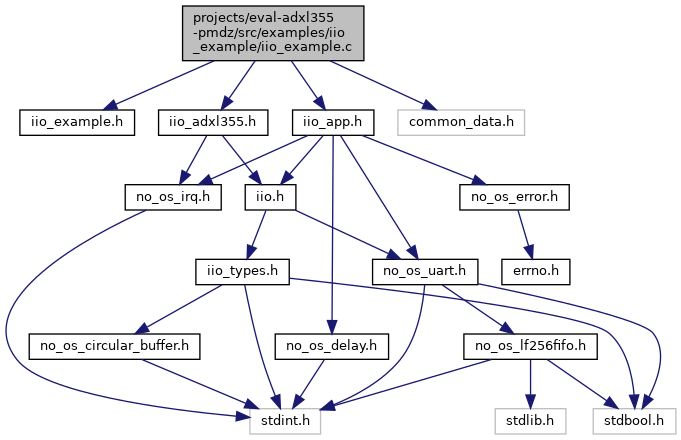 projects/eval-adxl355
-pmdz/src/examples/iio
_example/iio_example.c
iio_example.h
iio_adxl355.h
iio_app.h
common_data.h
no_os_irq.h
iio.h
no_os_error.h
iio_types.h
no_os_uart.h
errno.h
no_os_circular_buffer.h
no_os_delay.h
no_os_lf256fifo.h
stdint.h
stdlib.h
stdbool.h